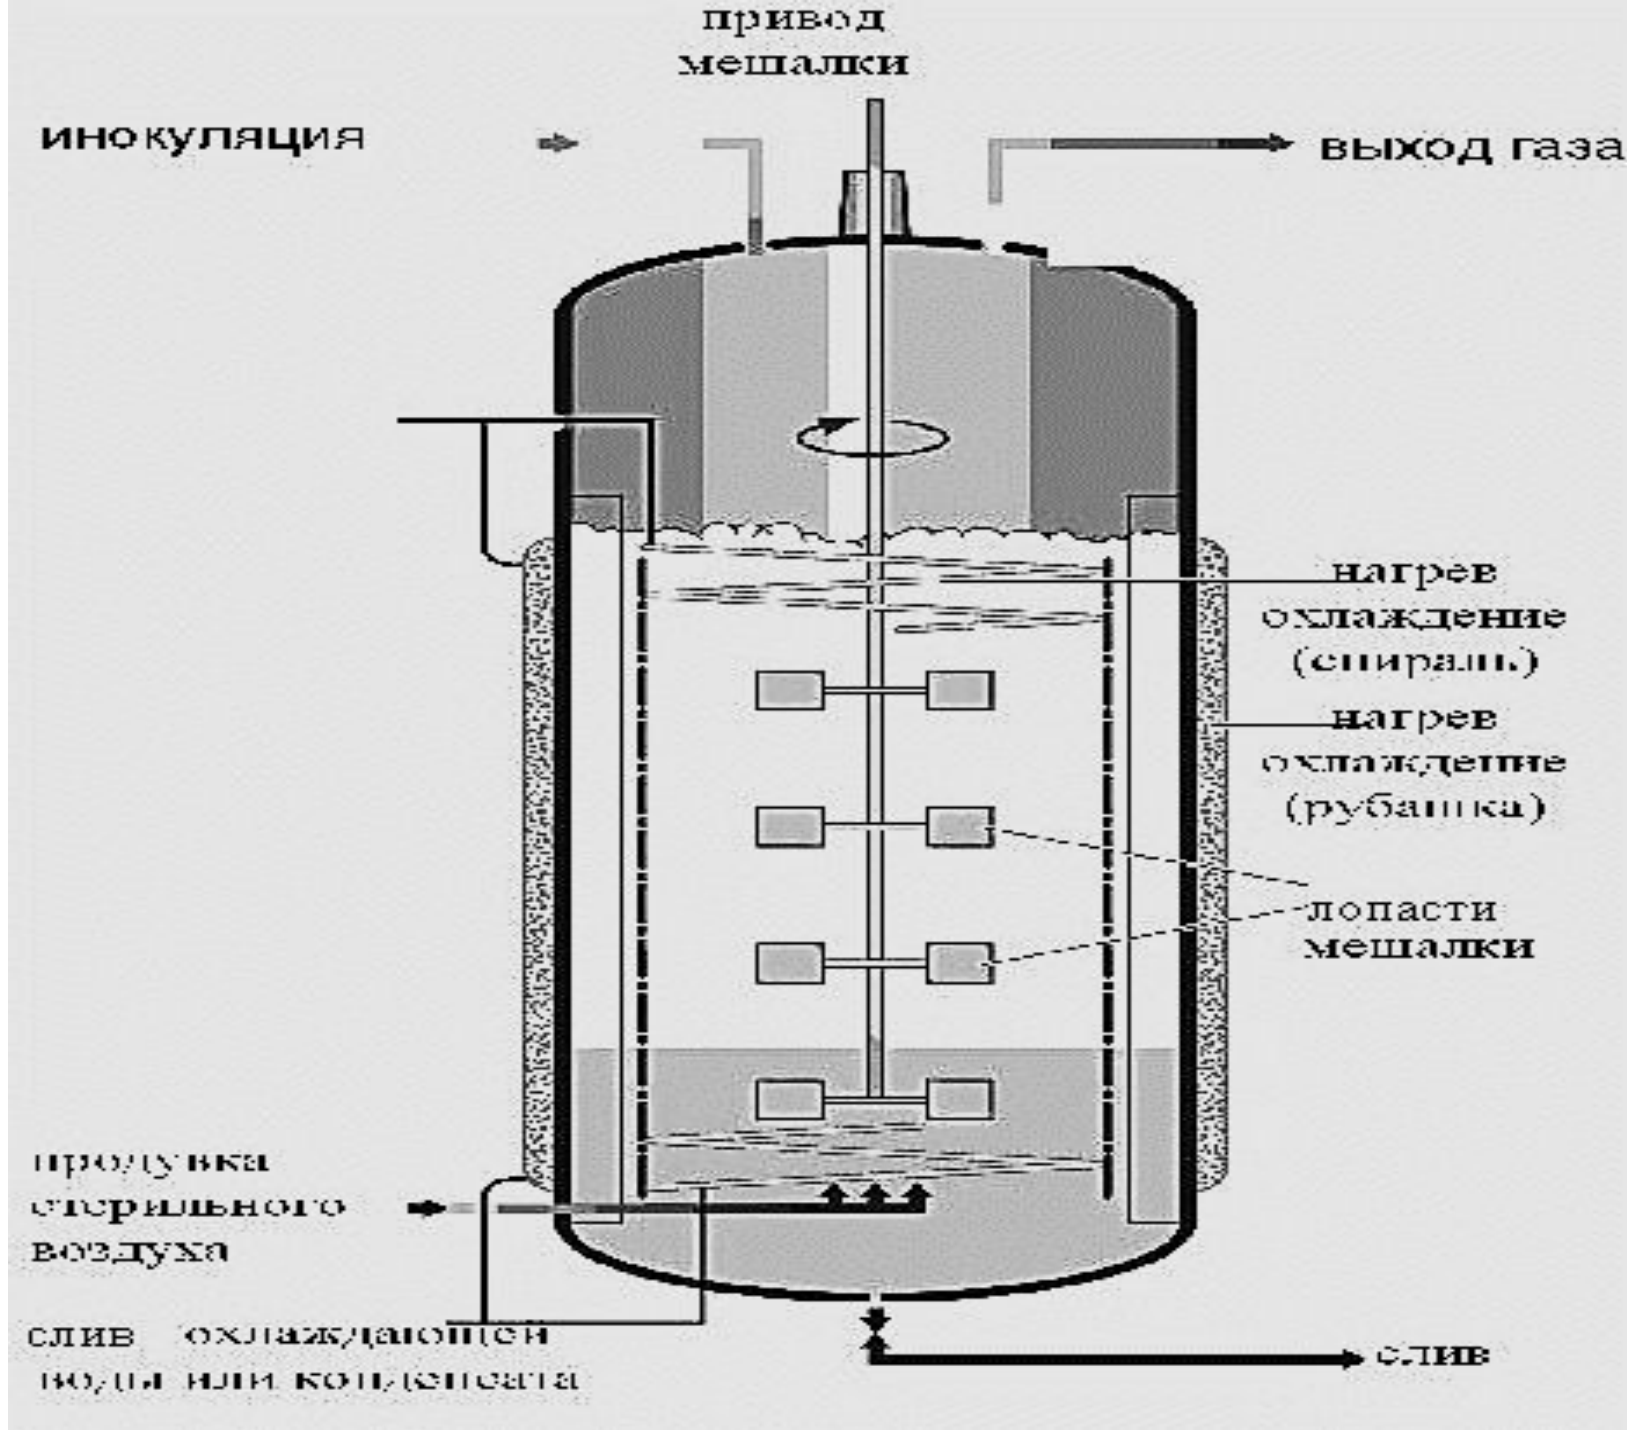 привод
мешалки
инокуляция
выход газа
нагрев
охлаждение
(спираль)
нагрев
охлаждение
(рубашка)
лопасти
мешалки
продувка
стерильного
воздуха
слив охлаждающей
воды или конденсата
слив